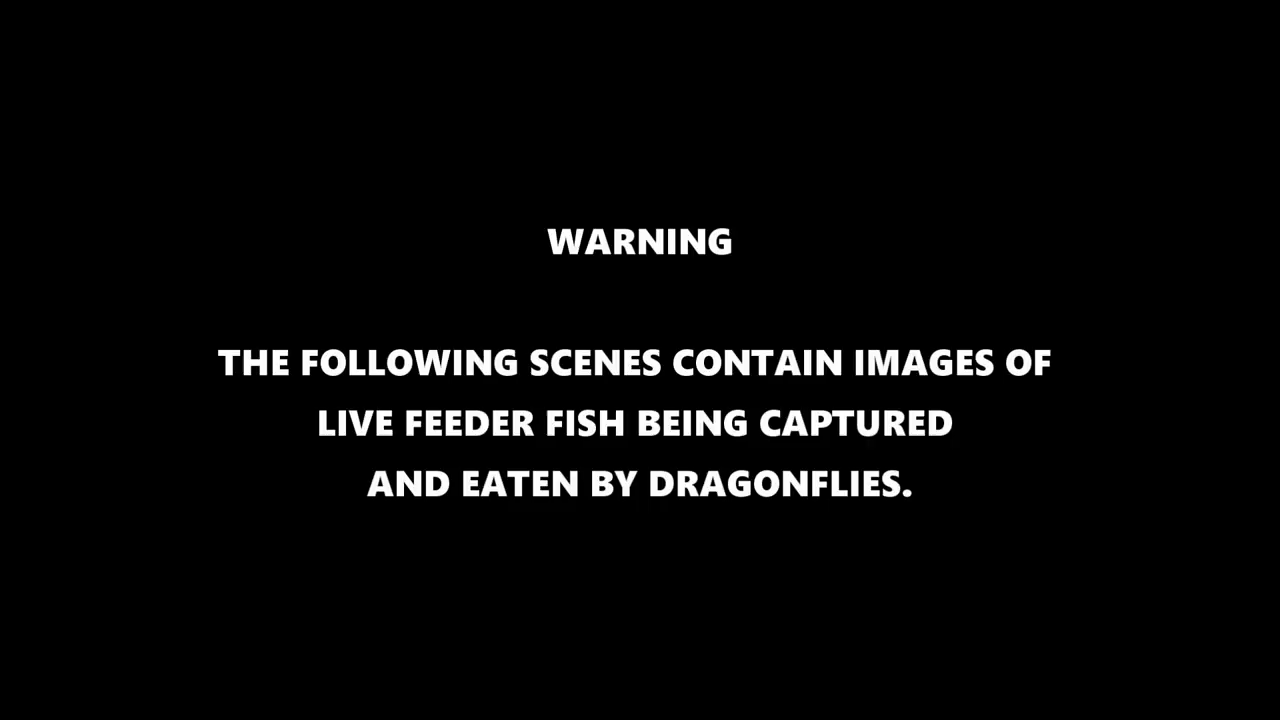 WARNING
THE FOLLOWING SCENES CONTAIN IMAGES OF
LIVE FEEDER FISH BEING CAPTURED
AND EATEN BY DRAGONFLIES.